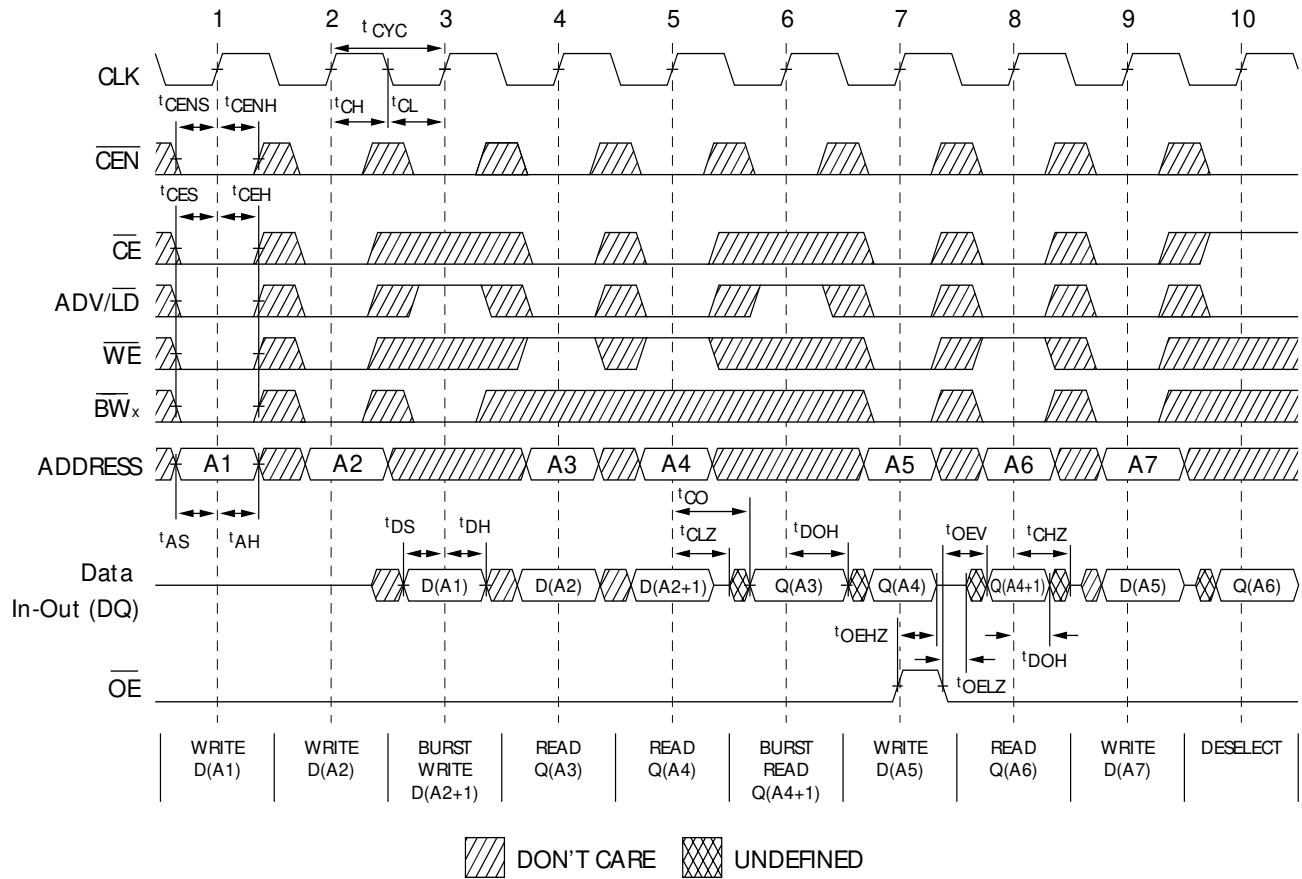 1 2 3 4 5 6 7 8 9 10
tCYC
CLK
tCENS tCENH tCH tCL
CEN
tCES tCEH
CE
ADV/LD
WE
BWx
ADDRESS A1 A2 A3 A4 A5 A6 A7
tCO
tAS tAH tDS tDH tCLZ tDOH tOEV tCHZ
Data
In-Out (DQ) D(A1) D(A2) D(A2+1) Q(A3) Q(A4) Q(A4+1) D(A5) Q(A6)
tOEHZ tDOH
tOELZ
OE
WRITE
D(A1)
WRITE
D(A2)
BURST
WRITE
D(A2+1)
READ
Q(A3)
READ
Q(A4)
BURST
READ
Q(A4+1)
WRITE
D(A5)
READ
Q(A6)
WRITE
D(A7)
DESELECT
DON'T CARE UNDEFINED